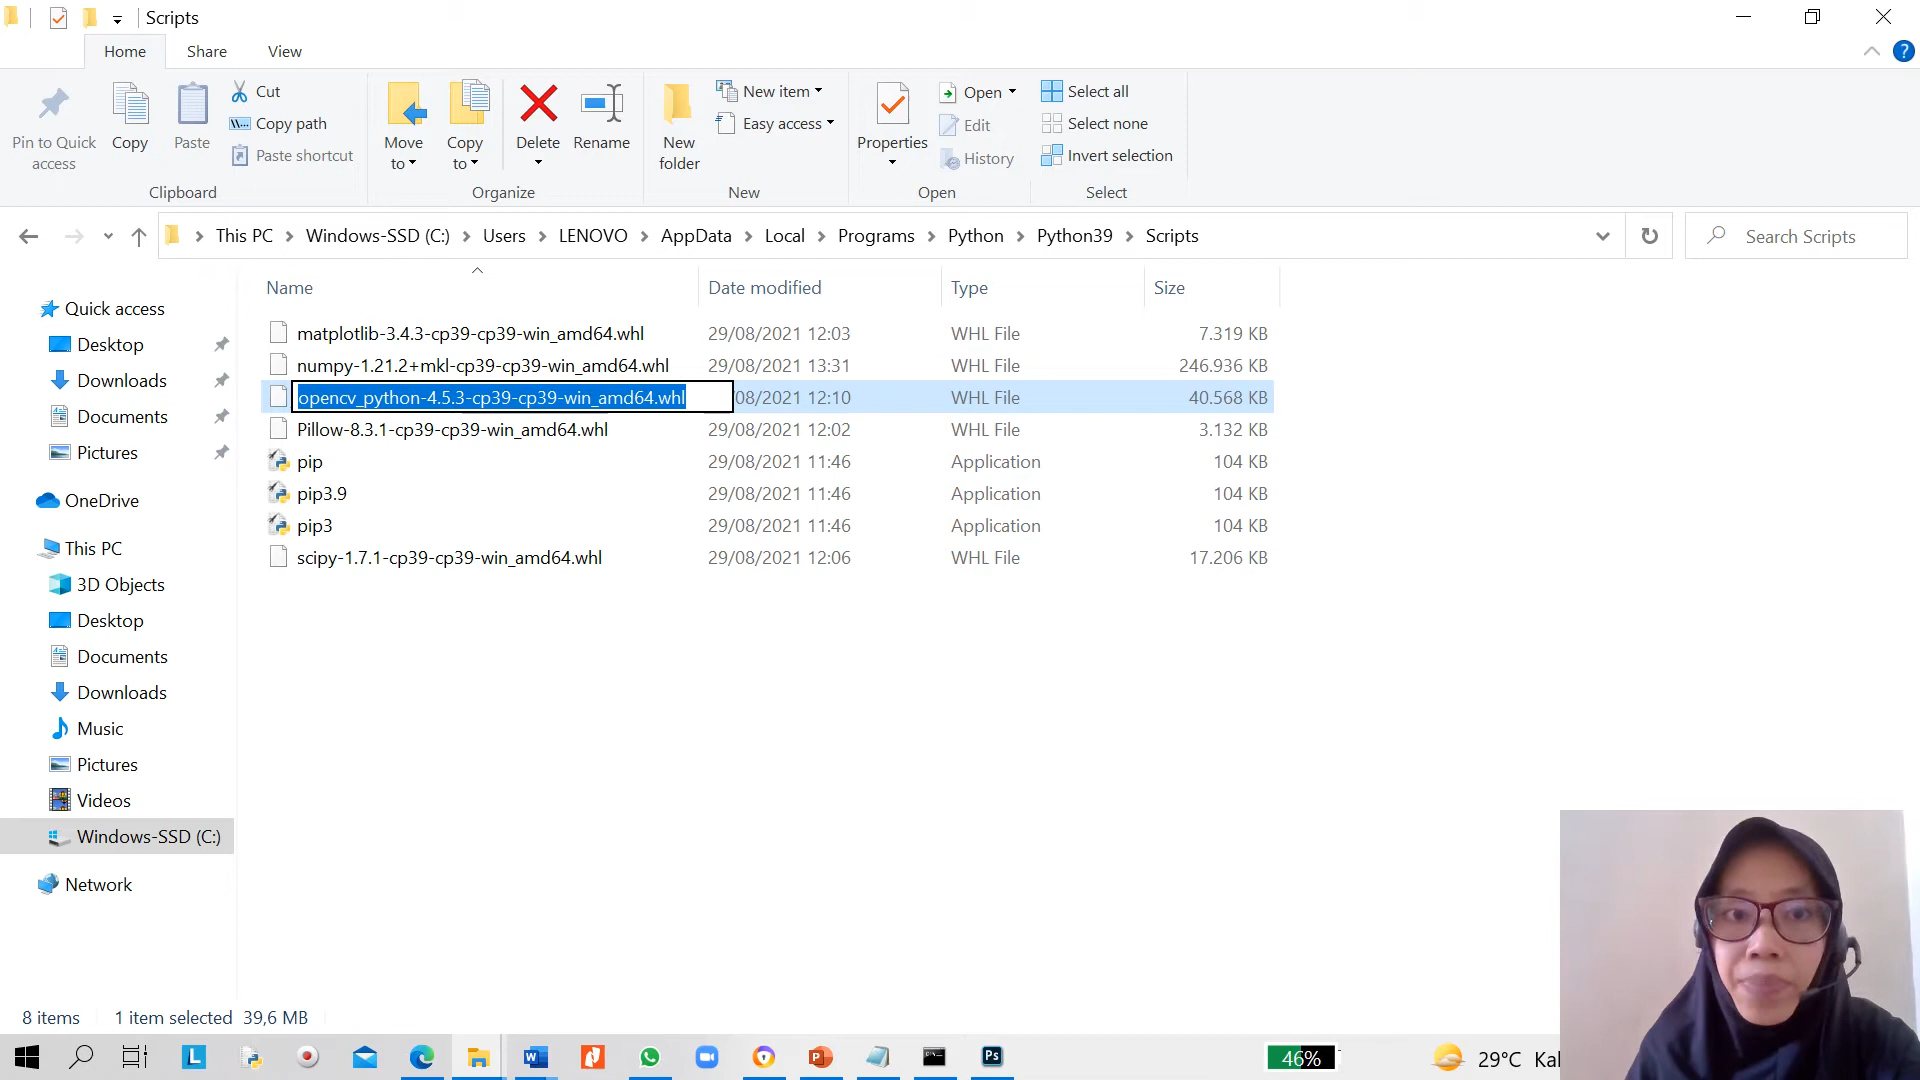 Scripts
Home Share View
Pin to Quick access
Copy
Paste
Cut
Copy path
Paste shortcut
Clipboard
Move to
Copy to
Delete
Rename
Organize
New folder
New item
Easy access
New
Properties
Open
Edit
History
Open
Select all
Select none
Invert selection
Select
This PC Windows-SSD (C:) Users LENOVO AppData Local Programs Python Python39 Scripts
Search Scripts
Name Date modified Type Size
matplotlib-3.4.3-cp39-cp39-win_amd64.whl 29/08/2021 12:03 WHL File 7.319 KB
numpy-1.21.2+mkl-cp39-cp39-win_amd64.whl 29/08/2021 13:31 WHL File 246.936 KB
opencv_python-4.5.3-cp39-cp39-win_amd64.whl 08/2021 12:10 WHL File 40.568 KB
Pillow-8.3.1-cp39-cp39-win_amd64.whl 29/08/2021 12:02 WHL File 3.132 KB
pip 29/08/2021 11:46 Application 104 KB
pip3.9 29/08/2021 11:46 Application 104 KB
pip3 29/08/2021 11:46 Application 104 KB
scipy-1.7.1-cp39-cp39-win_amd64.whl 29/08/2021 12:06 WHL File 17.206 KB
Quick access
Desktop
Downloads
Documents
Pictures
OneDrive
This PC
3D Objects
Desktop
Documents
Downloads
Music
Pictures
Videos
Windows-SSD (C:)
Network
8 items 1 item selected 39,6 MB
46% 29°C Kal